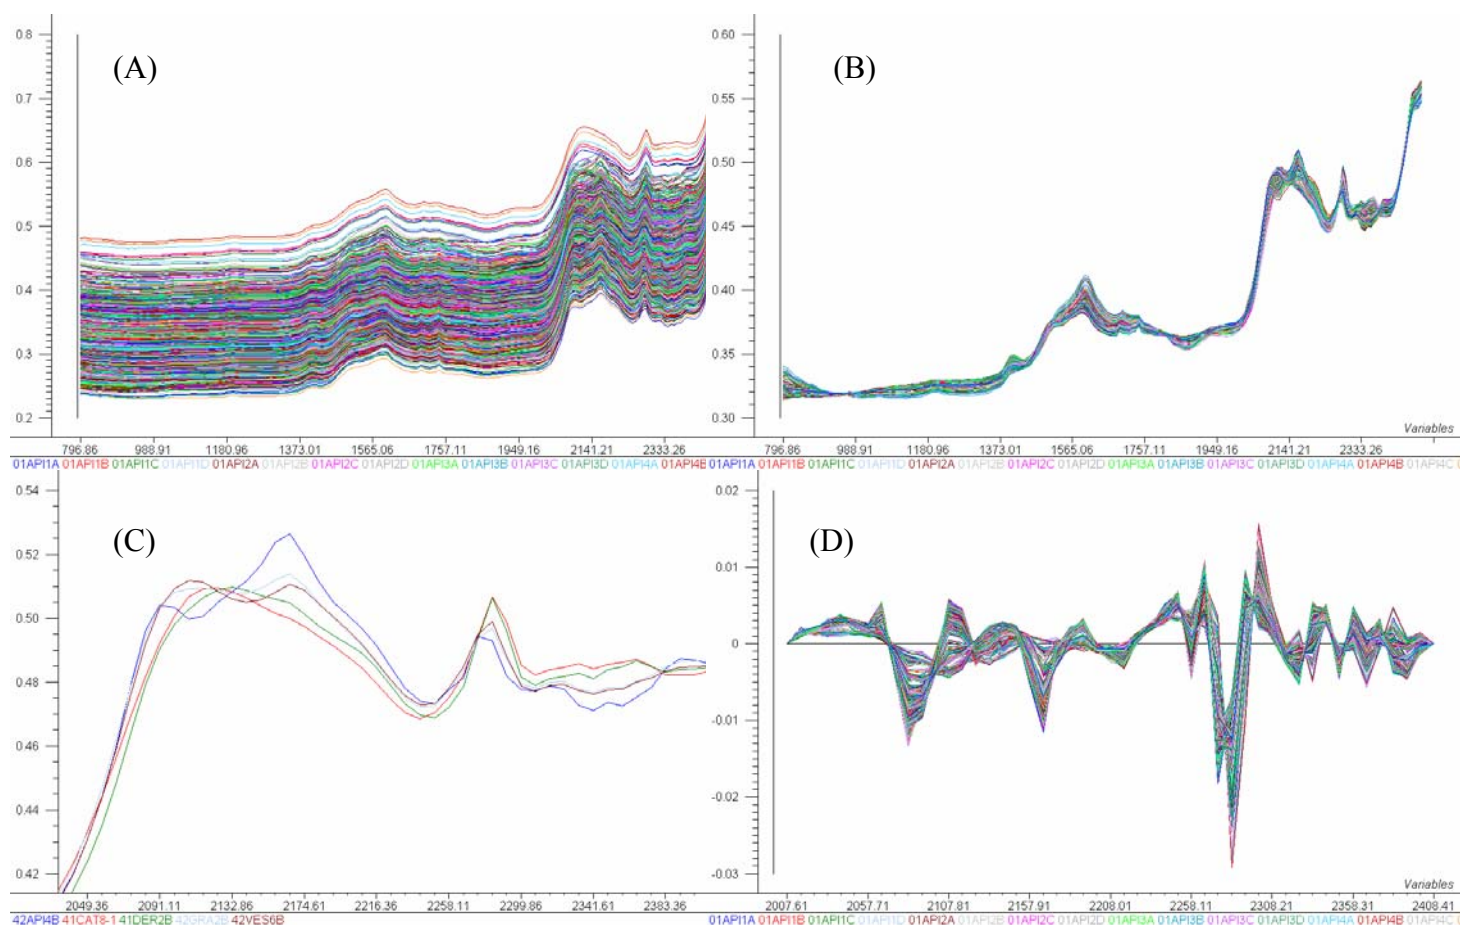 0.8
(A)
0.7
0.6
0.5
0.4
0.3
0.2
796.86 988.91 1180.96 1373.01 1565.06 1757.11 1949.16 2141.21 2333.26
01API1A 01API1B 01API1C 01API1D 01API2A 01API2B 01API2C 01API2D 01API3A 01API3B 01API3C 01API3D 01API4A 01API4B
0.60
(B)
0.55
0.50
0.45
0.40
0.35
0.30
Variables
796.86 988.91 1180.96 1373.01 1565.06 1757.11 1949.16 2141.21 2333.26
01API1A 01API1B 01API1C 01API1D 01API2A 01API2B 01API2C 01API2D 01API3A 01API3B 01API3C 01API3D 01API4A 01API4B 01API4C
0.54
(C)
0.52
0.50
0.48
0.46
0.44
0.42
2049.36 2091.11 2132.86 2174.61 2216.36 2258.11 2299.86 2341.61 2383.36
42API4B 41CAT8-1 41DER2B 42GRA2B 42VES6B
0.02
(D)
0.01
0
-0.01
-0.02
-0.03
Variables
2007.61 2057.71 2107.81 2157.91 2208.01 2258.11 2308.21 2358.31 2408.41
01API1A 01API1B 01API1C 01API1D 01API2A 01API2B 01API2C 01API2D 01API3A 01API3B 01API3C 01API3D 01API4A 01API4B 01API4C